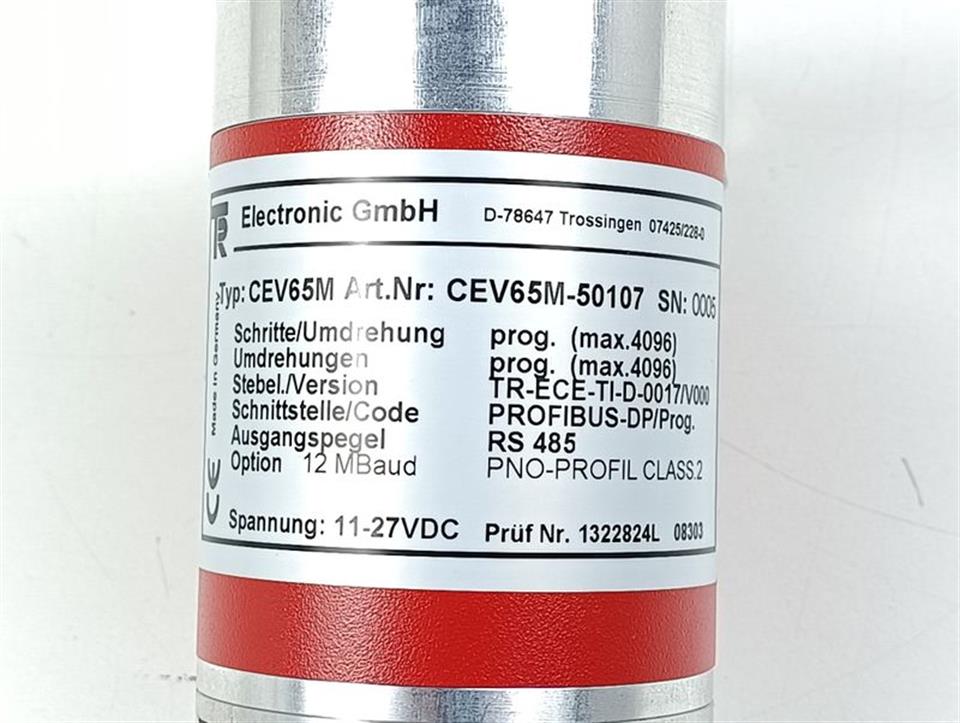 TR Electronic GmbH D-78647 Trossingen 07425/228-0
Typ: CEV65M Art.Nr: CEV65M-50107 SN: 0005
Schritte/Umdrehung prog. (max.4096)
Umdrehungen prog. (max.4096)
Stebel./Version TR-ECE-TI-D-0017/V000
Schnittstelle/Code PROFIBUS-DP/Prog.
Ausgangspegel RS 485
Option 12 MBaud PNO-PROFIL CLASS.2
Spannung: 11-27VDC Prüf Nr. 1322824L 08303
Made in Germany
CE